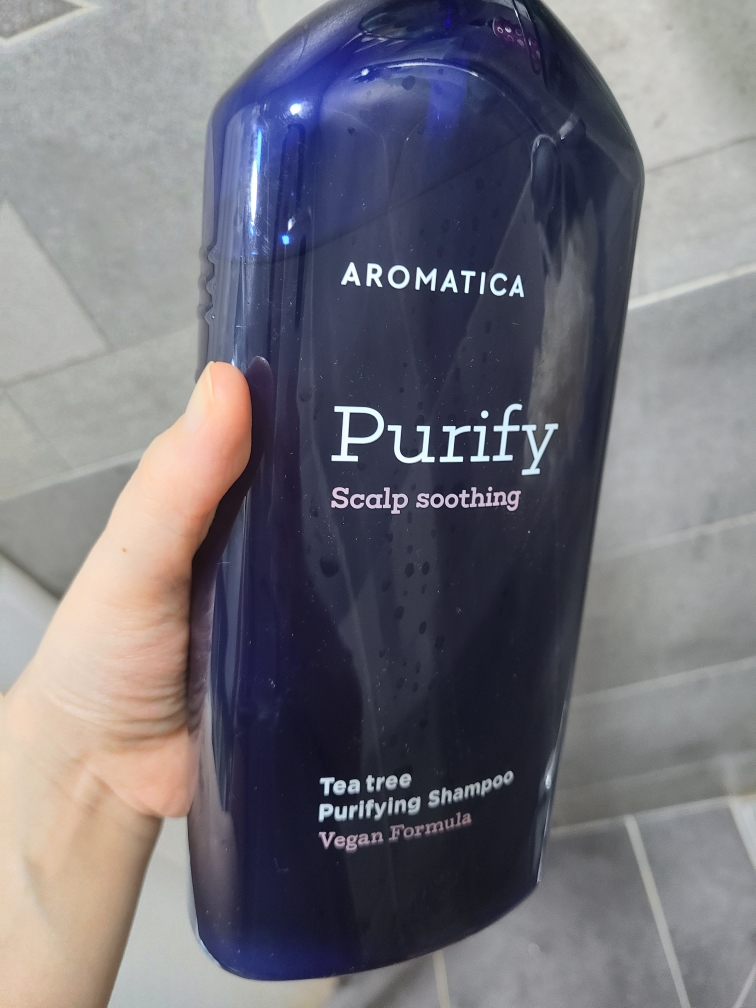 AROMATICA
Purify
Scalp soothing
Tea tree
Purifying Shampoo
Vegan Formula